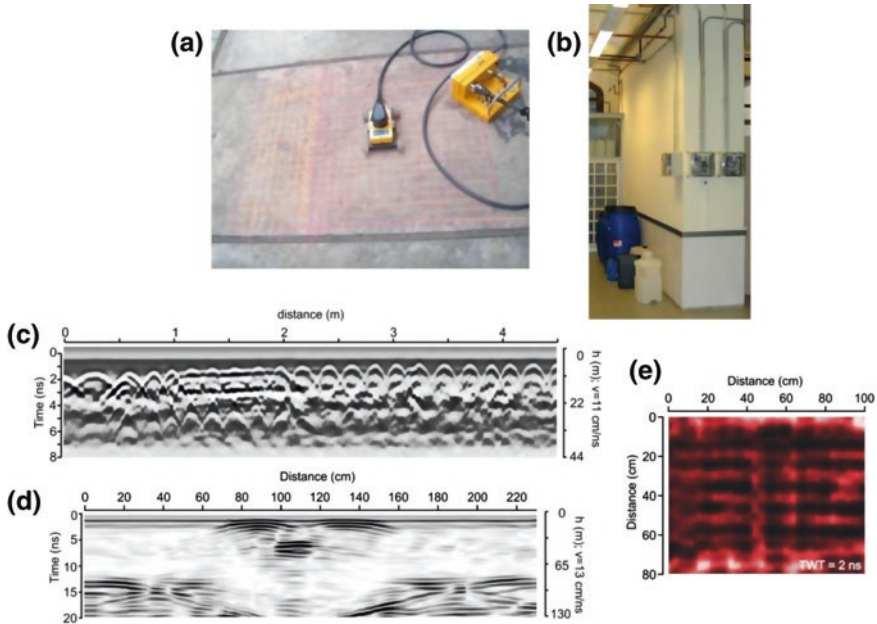 (a)
(b)
(c)
distance (m)
0 1 2 3 4
Time (ns)
0
2
4
6
8
h (m); v=11 cm/ns
0
22
44
(d)
Distance (cm)
0 20 40 60 80 100 120 140 160 180 200 220
Time (ns)
0
5
10
15
20
h (m); v=13 cm/ns
0
65
130
(e)
Distance (cm)
0 20 40 60 80 100
Distance (cm)
0
20
40
60
80
TWT = 2 ns